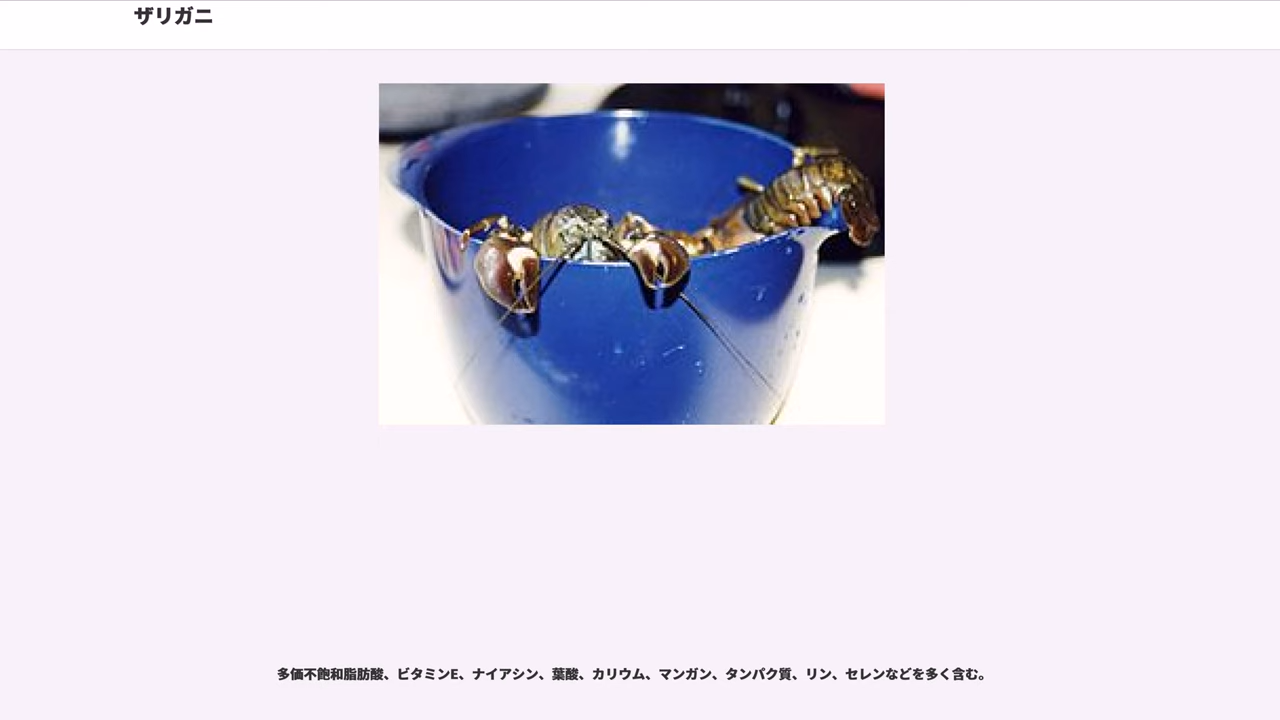 ザリガニ
多価不飽和脂肪酸、ビタミンE、ナイアシン、葉酸、カリウム、マンガン、タンパク質、リン、セレンなどを多く含む。